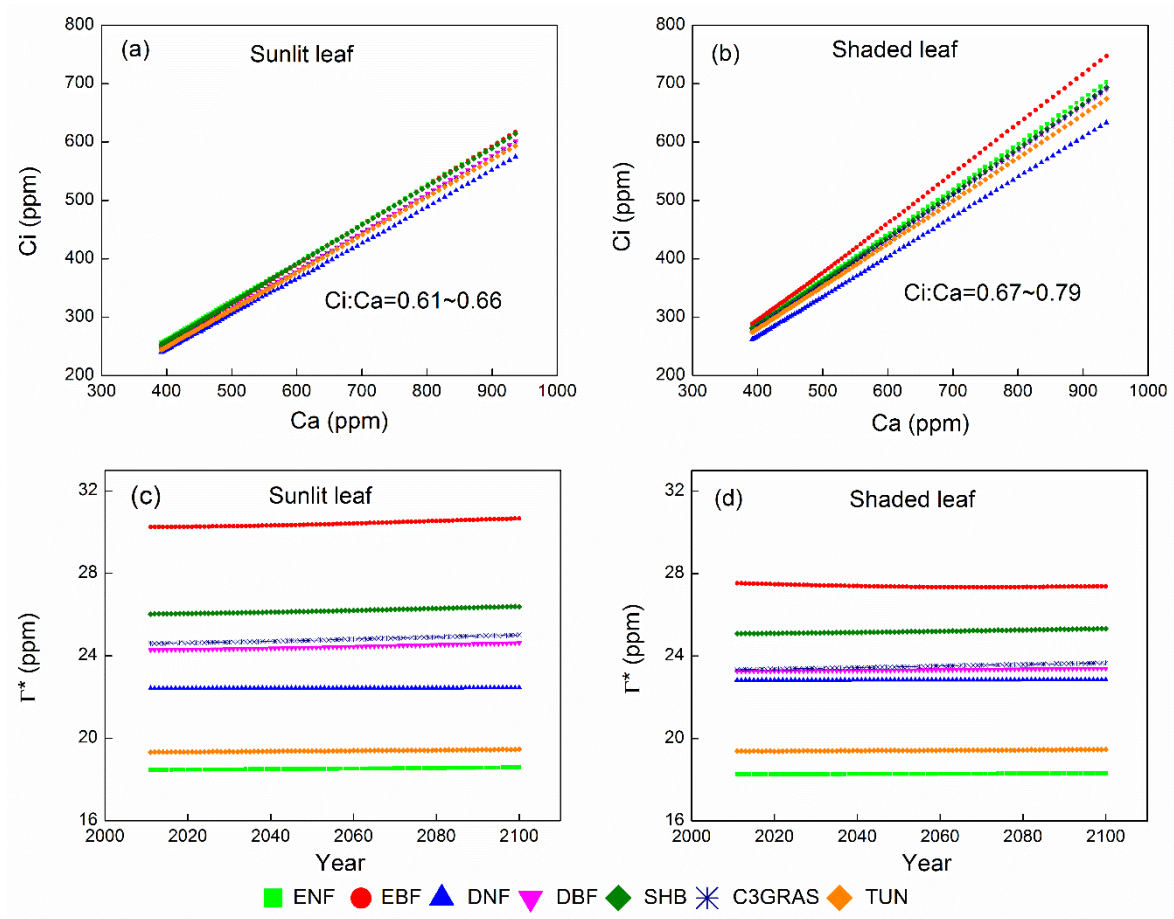 (a) Sunlit leaf
800
700
600
500
400
300
200
Ci (ppm)
Ci:Ca=0.61~0.66
300 400 500 600 700 800 900 1000
Ca (ppm)
(b) Shaded leaf
800
700
600
500
400
300
200
Ci (ppm)
Ci:Ca=0.67~0.79
300 400 500 600 700 800 900 1000
Ca (ppm)
(c) Sunlit leaf
32
28
24
20
16
Γ* (ppm)
2000 2020 2040 2060 2080 2100
Year
(d) Shaded leaf
32
28
24
20
16
Γ* (ppm)
2000 2020 2040 2060 2080 2100
Year
ENF EBF DNF DBF SHB C3GRAS TUN